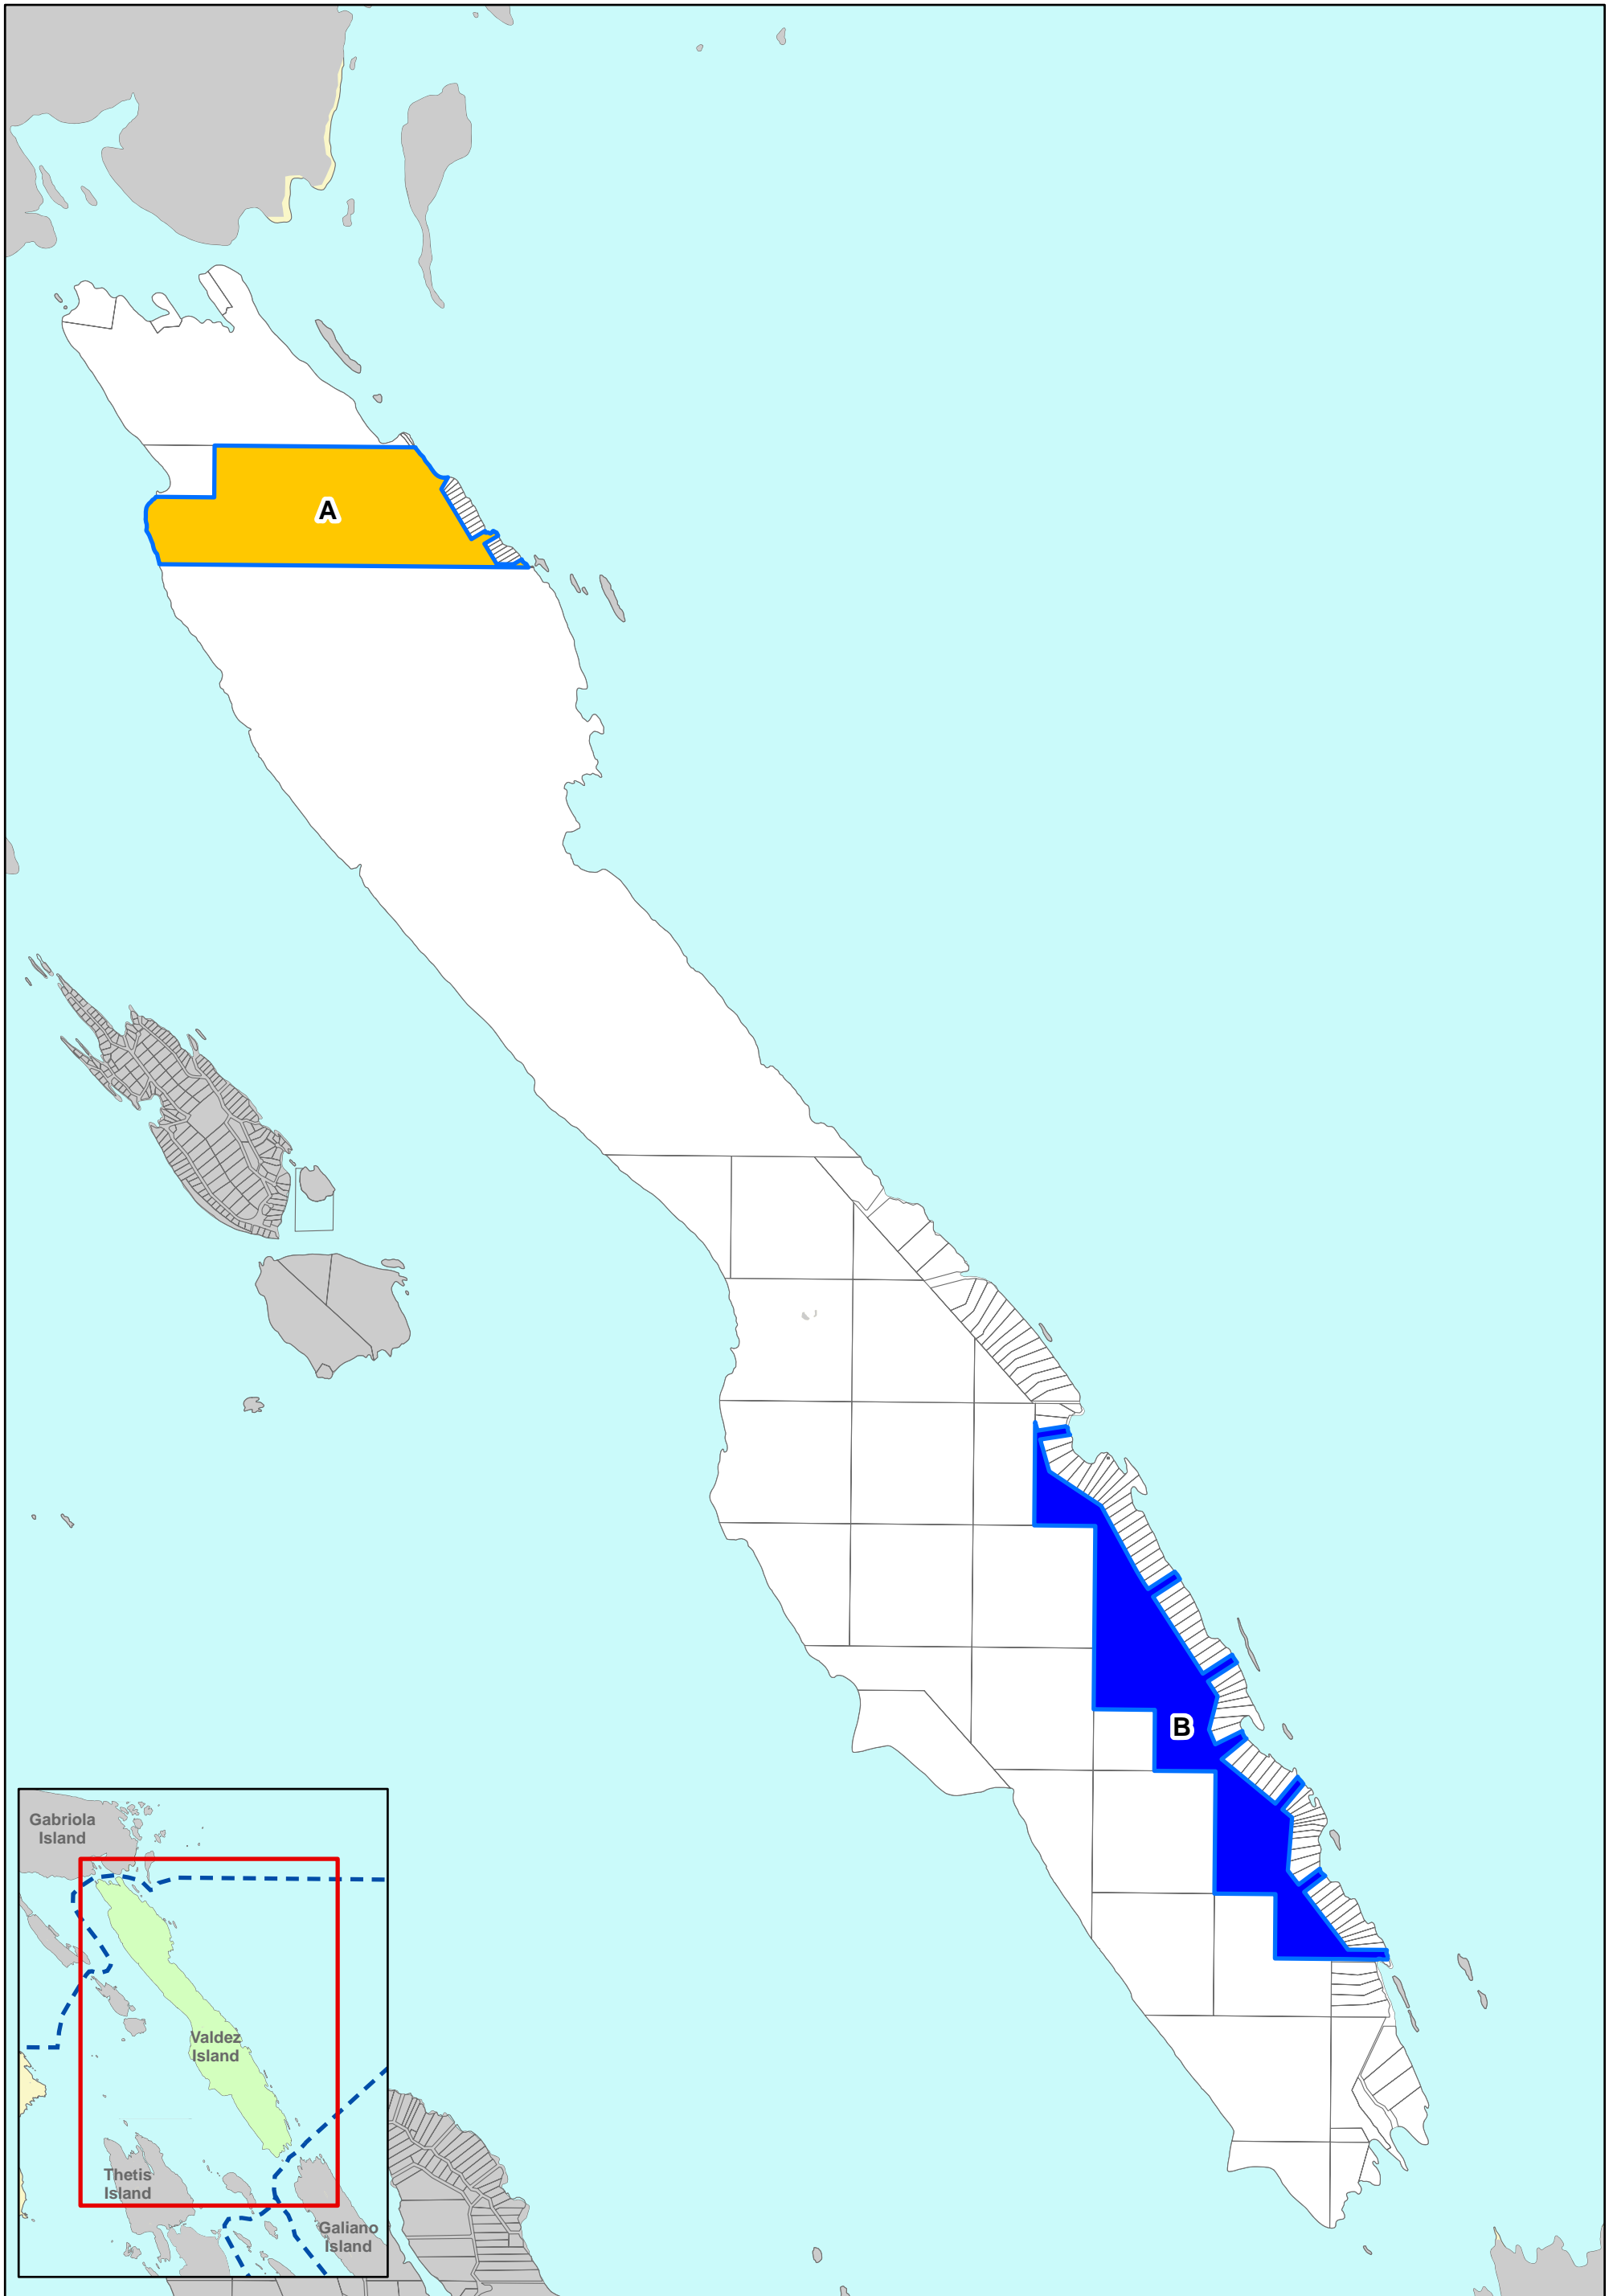 A
B
Gabriola
Island
Valdez
Island
Thetis
Island
Galiano
Island